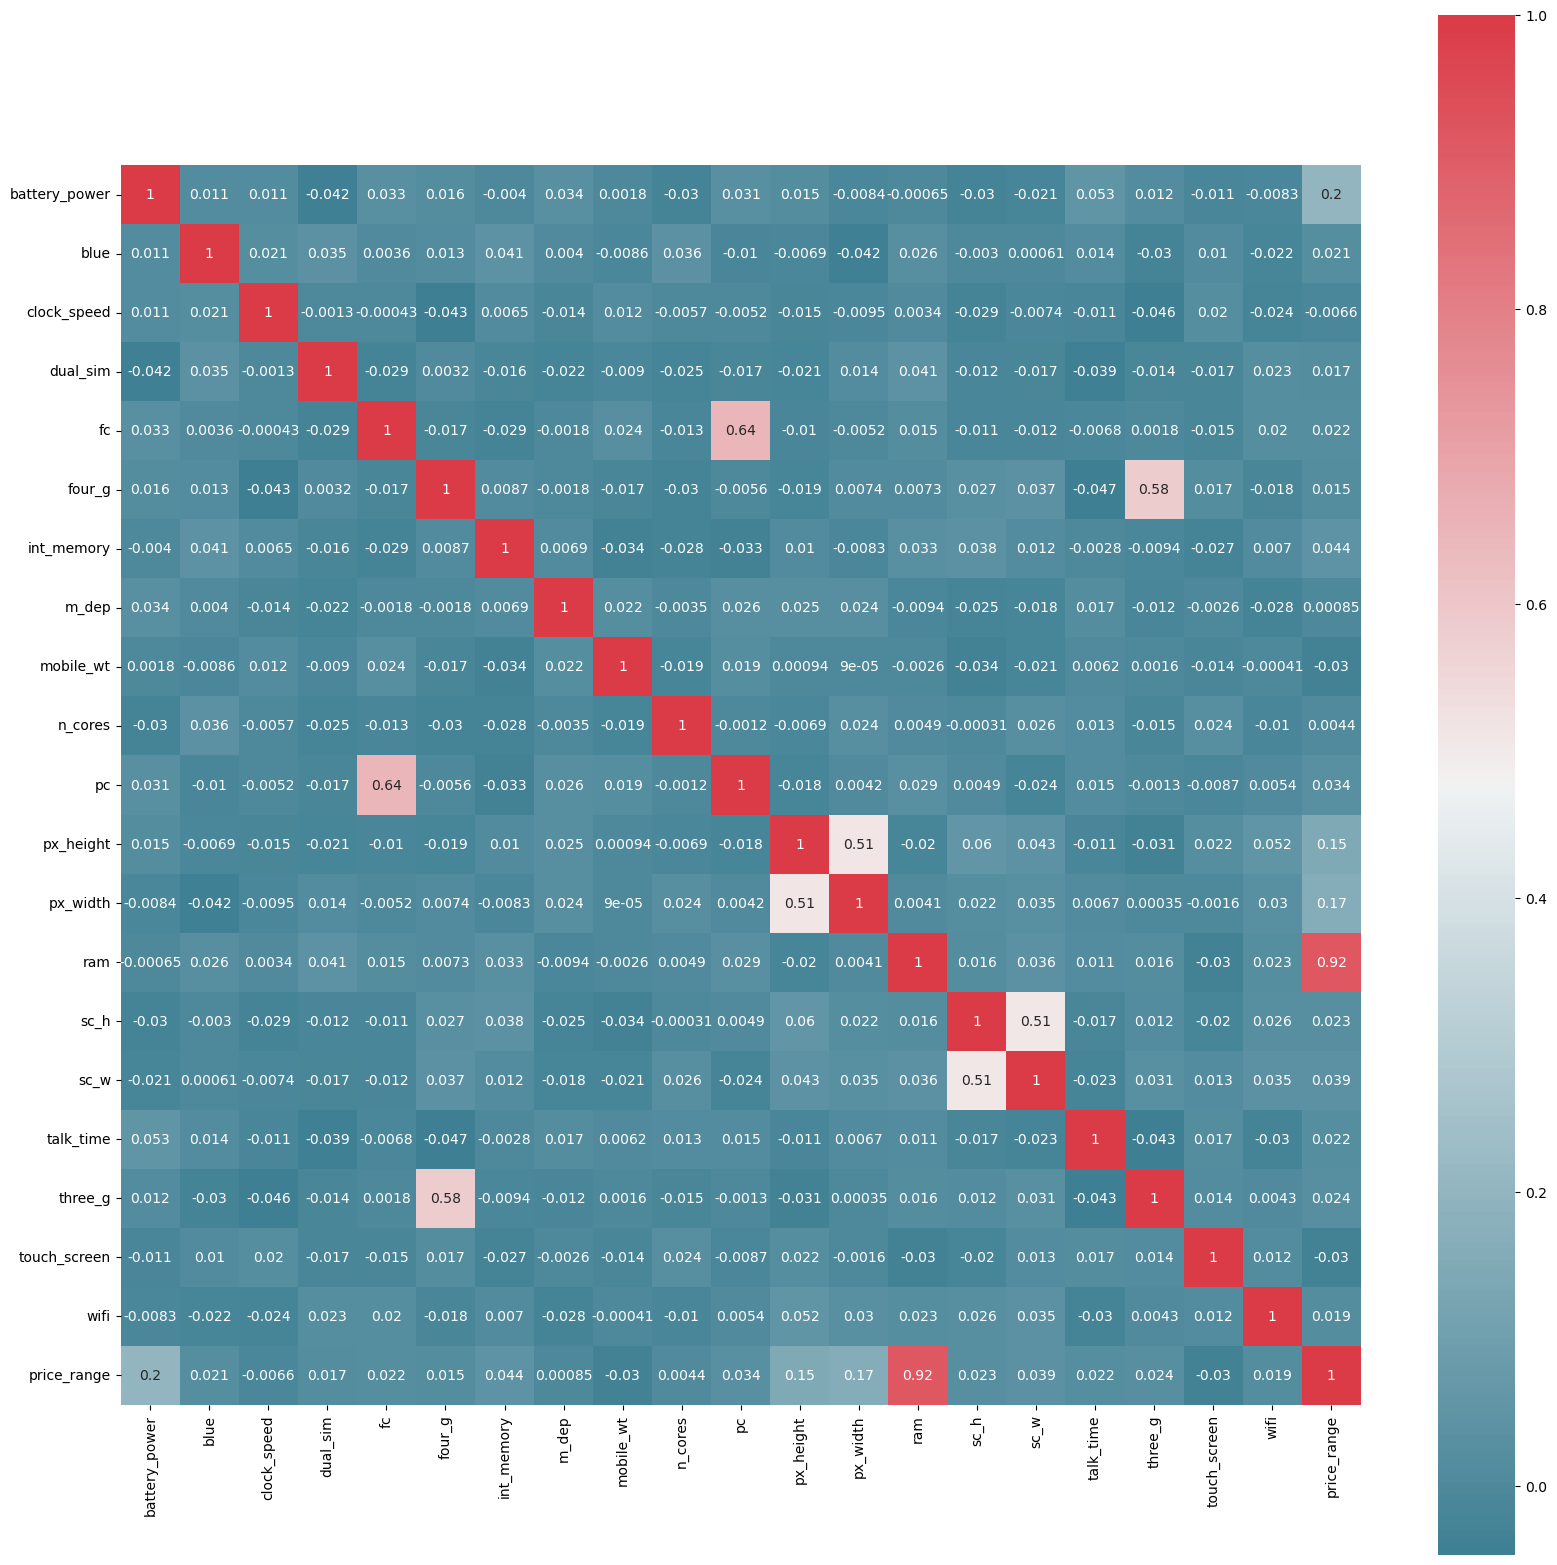 1.0
battery_power 1 0.011 0.011 -0.042 0.033 0.016 -0.004 0.034 0.0018 -0.03 0.031 0.015 -0.0084 -0.00065 -0.03 -0.021 0.053 0.012 -0.011 -0.0083 0.2
blue 0.011 1 0.021 0.035 0.0036 0.013 0.041 0.004 -0.0086 0.036 -0.01 -0.0069 -0.042 0.026 -0.003 0.00061 0.014 -0.03 0.01 -0.022 0.021
clock_speed 0.011 0.021 1 -0.0013 -0.00043 -0.043 0.0065 -0.014 0.012 -0.0057 -0.0052 -0.015 -0.0095 0.0034 -0.029 -0.0074 -0.011 -0.046 0.02 -0.024 -0.0066
0.8
dual_sim -0.042 0.035 -0.0013 1 -0.029 0.0032 -0.016 -0.022 -0.009 -0.025 -0.017 -0.021 0.014 0.041 -0.012 -0.017 -0.039 -0.014 -0.017 0.023 0.017
fc 0.033 0.0036 -0.00043 -0.029 1 -0.017 -0.029 -0.0018 0.024 -0.013 0.64 -0.01 -0.0052 0.015 -0.011 -0.012 -0.0068 0.0018 -0.015 0.02 0.022
four_g 0.016 0.013 -0.043 0.0032 -0.017 1 0.0087 -0.0018 -0.017 -0.03 -0.0056 -0.019 0.0074 0.0073 0.027 0.037 -0.047 0.58 0.017 -0.018 0.015
int_memory -0.004 0.041 0.0065 -0.016 -0.029 0.0087 1 0.0069 -0.034 -0.028 -0.033 0.01 -0.0083 0.033 0.038 0.012 -0.0028 -0.0094 -0.027 0.007 0.044
m_dep 0.034 0.004 -0.014 -0.022 -0.0018 -0.0018 0.0069 1 0.022 -0.0035 0.026 0.025 0.024 -0.0094 -0.025 -0.018 0.017 -0.012 -0.0026 -0.028 0.00085
0.6
mobile_wt 0.0018 -0.0086 0.012 -0.009 0.024 -0.017 -0.034 0.022 1 -0.019 0.019 0.00094 9e-05 -0.0026 -0.034 -0.021 0.0062 0.0016 -0.014 -0.00041 -0.03
n_cores -0.03 0.036 -0.0057 -0.025 -0.013 -0.03 -0.028 -0.0035 -0.019 1 -0.0012 -0.0069 0.024 0.0049 -0.00031 0.026 0.013 -0.015 0.024 -0.01 0.0044
pc 0.031 -0.01 -0.0052 -0.017 0.64 -0.0056 -0.033 0.026 0.019 -0.0012 1 -0.018 0.0042 0.029 0.0049 -0.024 0.015 -0.0013 -0.0087 0.0054 0.034
px_height 0.015 -0.0069 -0.015 -0.021 -0.01 -0.019 0.01 0.025 0.00094 -0.0069 -0.018 1 0.51 -0.02 0.06 0.043 -0.011 -0.031 0.022 0.052 0.15
px_width -0.0084 -0.042 -0.0095 0.014 -0.0052 0.0074 -0.0083 0.024 9e-05 0.024 0.0042 0.51 1 0.0041 0.022 0.035 0.0067 0.00035 -0.0016 0.03 0.17
0.4
ram -0.00065 0.026 0.0034 0.041 0.015 0.0073 0.033 -0.0094 -0.0026 0.0049 0.029 -0.02 0.0041 1 0.016 0.036 0.011 0.016 -0.03 0.023 0.92
sc_h -0.03 -0.003 -0.029 -0.012 -0.011 0.027 0.038 -0.025 -0.034 -0.00031 0.0049 0.06 0.022 0.016 1 0.51 -0.017 0.012 -0.02 0.026 0.023
sc_w -0.021 0.00061 -0.0074 -0.017 -0.012 0.037 0.012 -0.018 -0.021 0.026 -0.024 0.043 0.035 0.036 0.51 1 -0.023 0.031 0.013 0.035 0.039
talk_time 0.053 0.014 -0.011 -0.039 -0.0068 -0.047 -0.0028 0.017 0.0062 0.013 0.015 -0.011 0.0067 0.011 -0.017 -0.023 1 -0.043 0.017 -0.03 0.022
three_g 0.012 -0.03 -0.046 -0.014 0.0018 0.58 -0.0094 -0.012 0.0016 -0.015 -0.0013 -0.031 0.00035 0.016 0.012 0.031 -0.043 1 0.014 0.0043 0.024
0.2
touch_screen -0.011 0.01 0.02 -0.017 -0.015 0.017 -0.027 -0.0026 -0.014 0.024 -0.0087 0.022 -0.0016 -0.03 -0.02 0.013 0.017 0.014 1 0.012 -0.03
wifi -0.0083 -0.022 -0.024 0.023 0.02 -0.018 0.007 -0.028 -0.00041 -0.01 0.0054 0.052 0.03 0.023 0.026 0.035 -0.03 0.0043 0.012 1 0.019
price_range 0.2 0.021 -0.0066 0.017 0.022 0.015 0.044 0.00085 -0.03 0.0044 0.034 0.15 0.17 0.92 0.023 0.039 0.022 0.024 -0.03 0.019 1
battery_power blue clock_speed dual_sim fc four_g int_memory m_dep mobile_wt n_cores pc px_height px_width ram sc_h sc_w talk_time three_g touch_screen wifi price_range
0.0